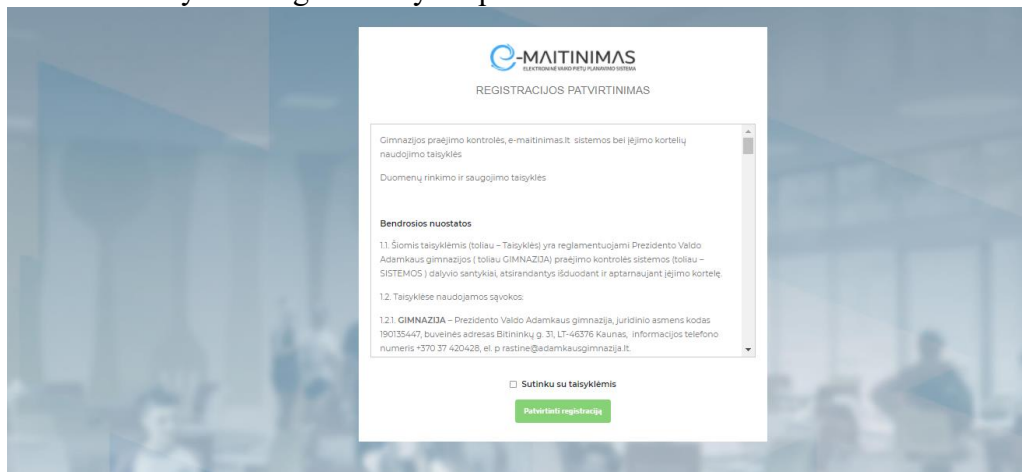 e-MAITINIMAS
ELEKTRONINĖ VAIKO PIETŲ PLANAVIMO SISTEMA
REGISTRACIJOS PATVIRTINIMAS
Gimnazijos praėjimo kontrolės, e-maitinimas.lt sistemos bei įėjimo kortelių
naudojimo taisyklės
Duomenų rinkimo ir saugojimo taisyklės
Bendrosios nuostatos
1.1. Šiomis taisyklėmis (toliau – Taisyklės) yra reglamentuojami Prezidento Valdo
Adamkaus gimnazijos ( toliau GIMNAZIJA) praėjimo kontrolės sistemos (toliau –
SISTEMOS ) dalyvio santykiai, atsirandantys išduodant ir aptarnaujant įėjimo kortelę.
1.2. Taisyklėse naudojamos sąvokos:
1.2.1. GIMNAZIJA – Prezidento Valdo Adamkaus gimnazija, juridinio asmens kodas
190135447, buveinės adresas Bitininkų g. 31, LT-46376 Kaunas, informacijos telefono
numeris +370 37 420428, el. p rastine@adamkausgimnazija.lt.
Sutinku su taisyklėmis
Patvirtinti registraciją